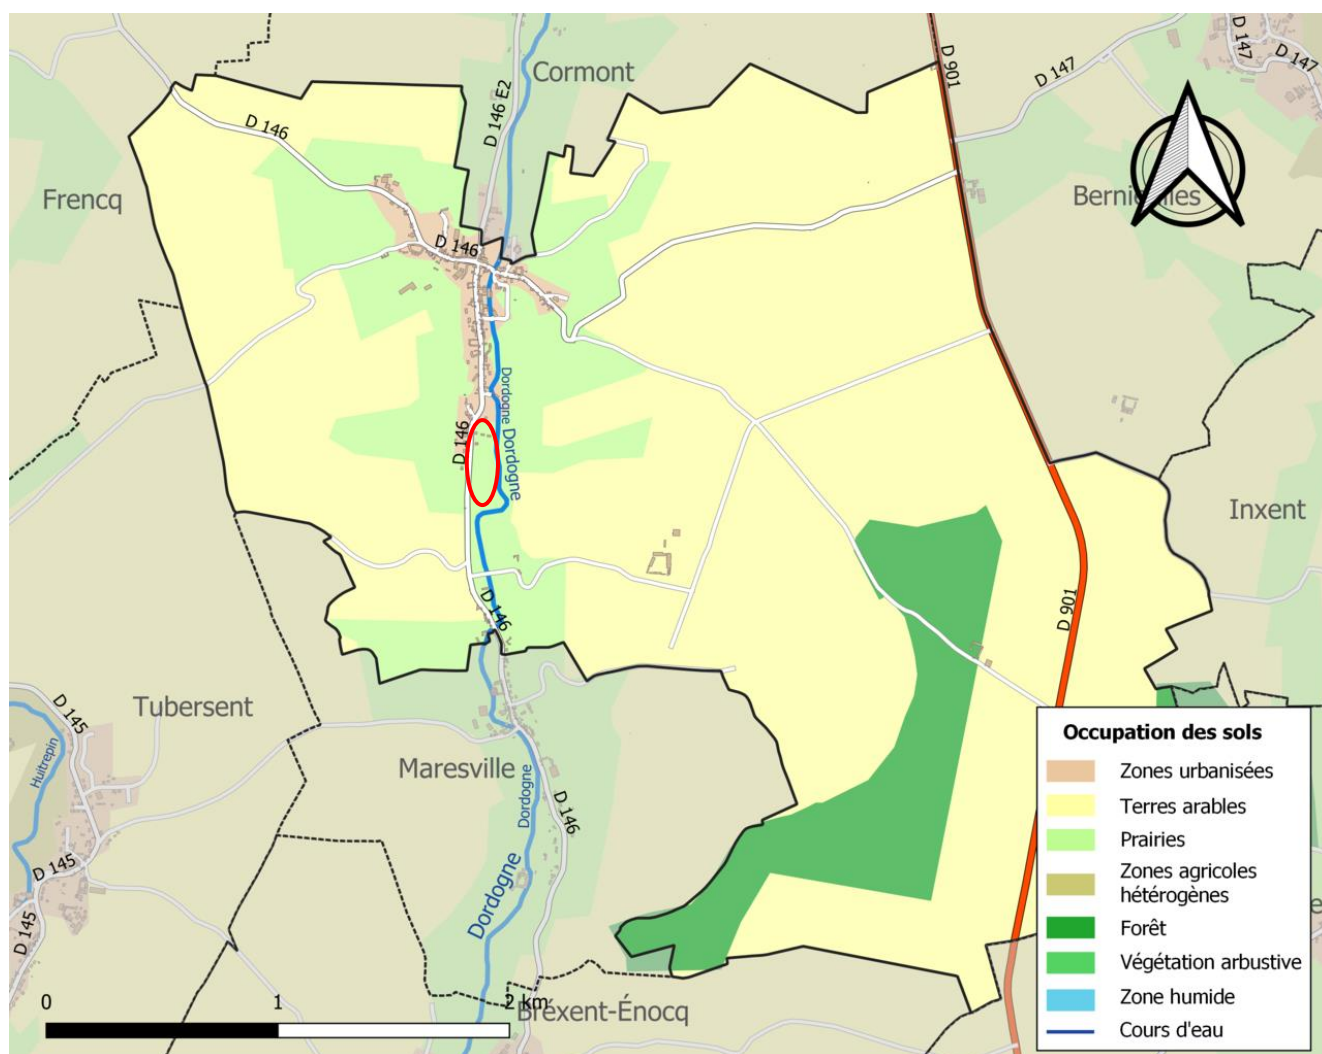 Cormont
D 146 E2
D 901
D 147
D 147
D 147
D 146
Frencq
D 146
Dordogne
Dordogne
D 146
Inxent
D 146
D 901
Tubersent
D 145
Huitrepin
Maresville
Dordogne
D 146
Dordogne
D 145
D 145
Bréxent-Énocq
0
1
2 km
Occupation des sols
Zones urbanisées
Terres arables
Prairies
Zones agricoles
hétérogènes
Forêt
Végétation arbustive
Zone humide
Cours d'eau